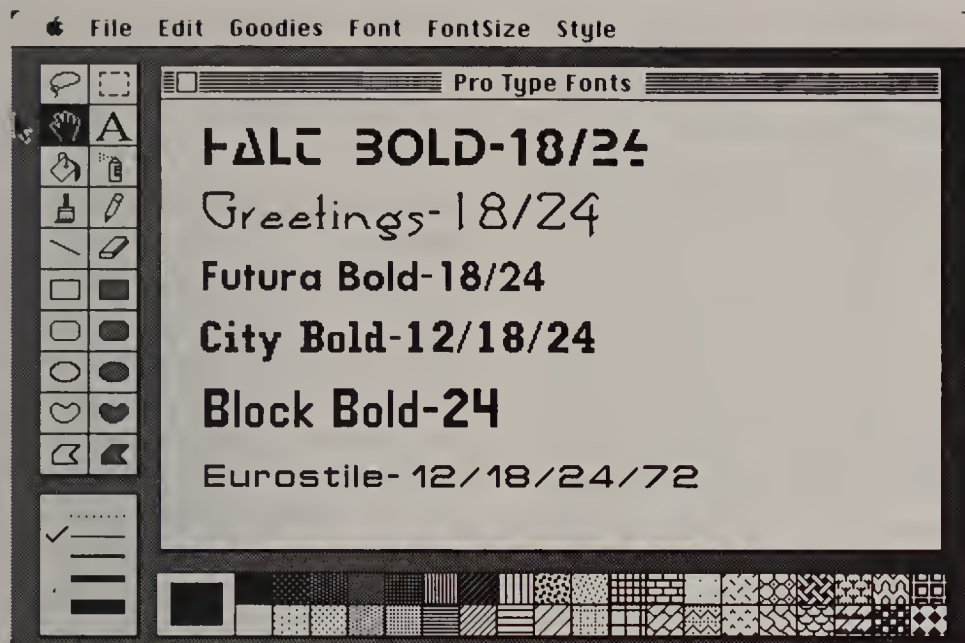 File Edit Goodies Font FontSize Style
Pro Type Fonts
A
HALT BOLD-18/24
Greetings-18/24
Futura Bold-18/24
City Bold-12/18/24
Block Bold-24
Eurostile-12/18/24/72